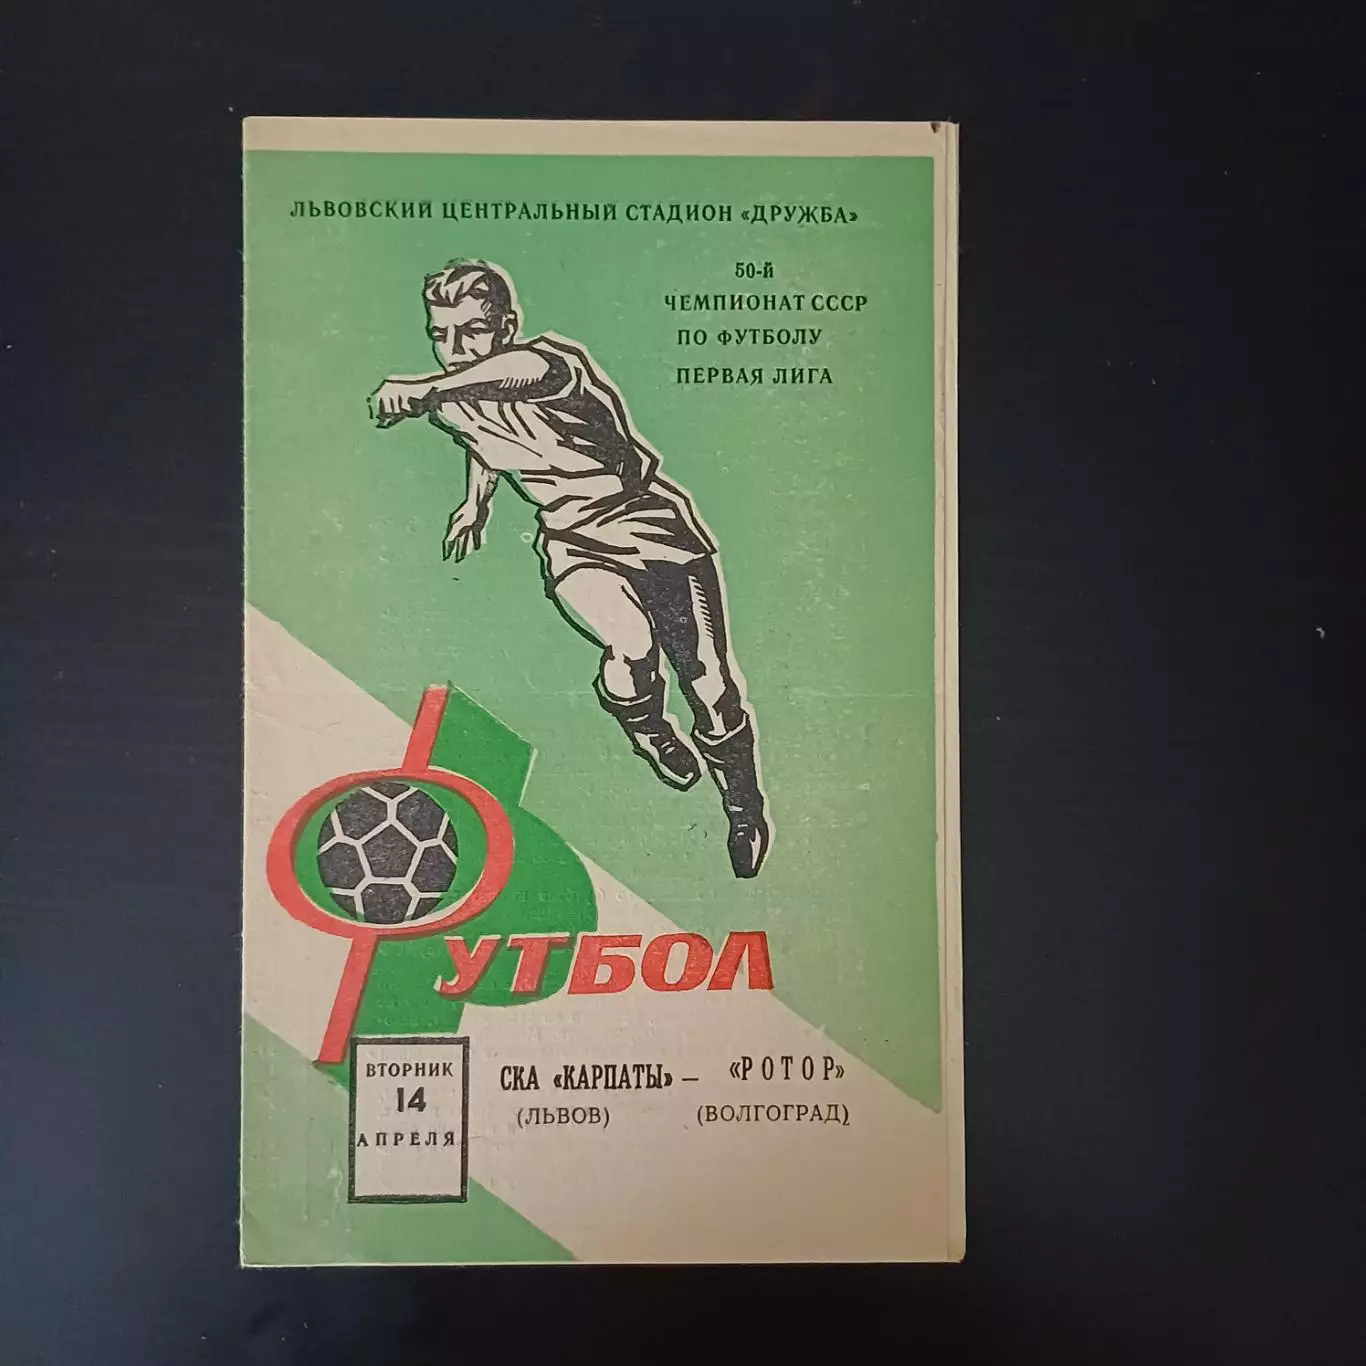 ЛЬВОВСКИЙ ЦЕНТРАЛЬНЫЙ СТАДИОН «ДРУЖБА»
50-й
ЧЕМПИОНАТ СССР
ПО ФУТБОЛУ
ПЕРВАЯ ЛИГА
ФУТБОЛ
ВТОРНИК
14
АПРЕЛЯ
СКА «КАРПАТЫ» — «РОТОР»
(ЛЬВОВ) (ВОЛГОГРАД)